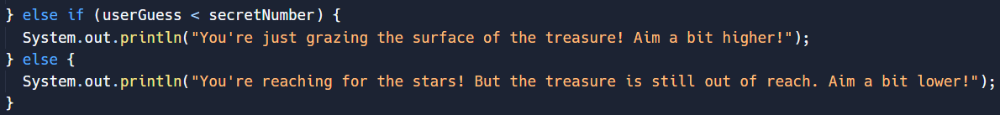 } else if (userGuess < secretNumber) {
  System.out.println("You're just grazing the surface of the treasure! Aim a bit higher!");
} else {
  System.out.println("You're reaching for the stars! But the treasure is still out of reach. Aim a bit lower!");
}